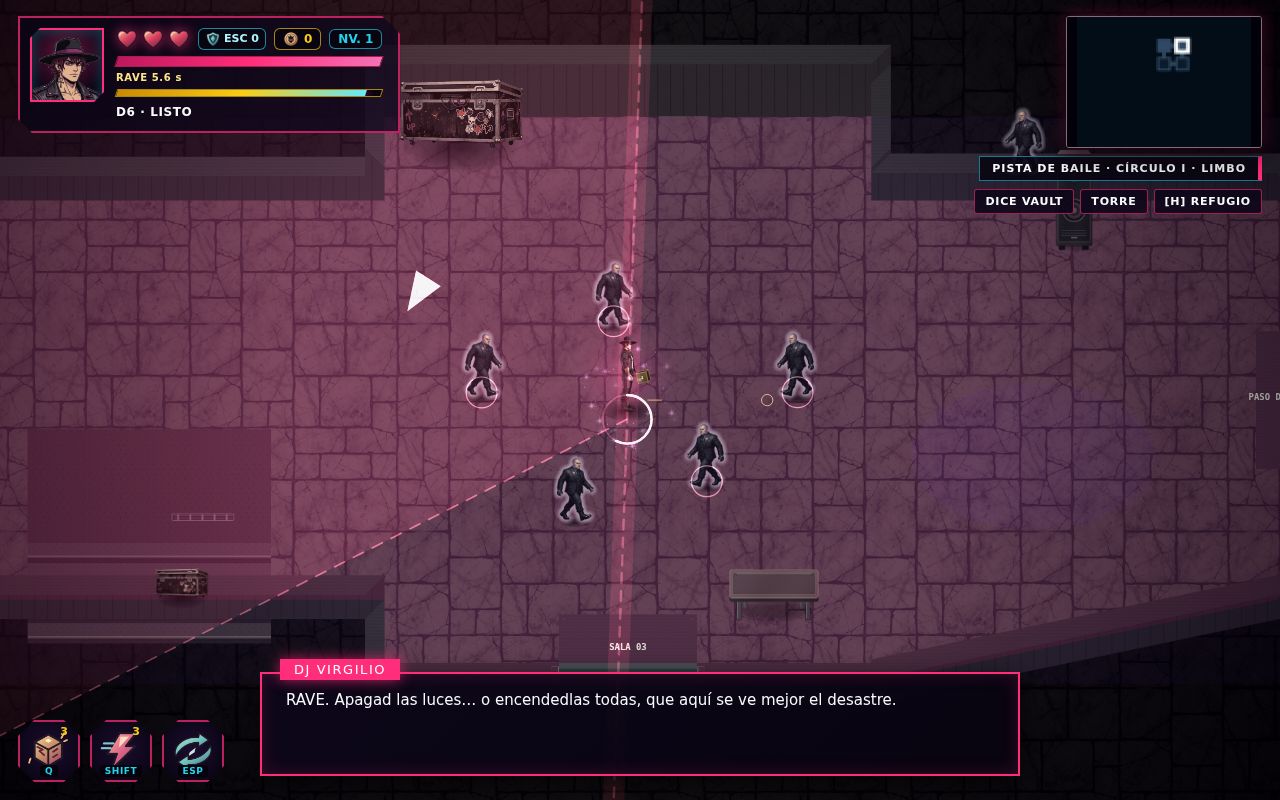 ESC 0
0
NV. 1
RAVE 5.6 s
D6 · LISTO
PISTA DE BAILE · CÍRCULO I · LIMBO
DICE VAULT
TORRE
[H] REFUGIO
PASO D
SALA 03
DJ VIRGILIO
RAVE. Apagad las luces... o encendedlas todas, que aquí se ve mejor el desastre.
3
Q
3
SHIFT
ESP